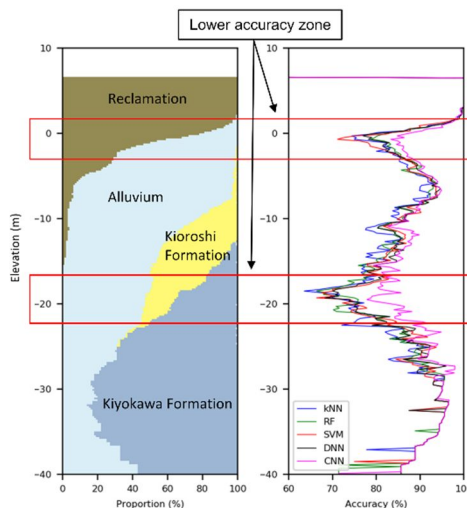 Lower accuracy zone
10
10
Reclamation
0
0
Alluvium
−10
−10
Kioroshi
Formation
Elevation (m)
−20
−20
−30
−30
Kiyokawa Formation
kNN
RF
SVM
DNN
CNN
−40
−40
0 20 40 60 80 100
60 70 80 90 100
Proportion (%)
Accuracy (%)